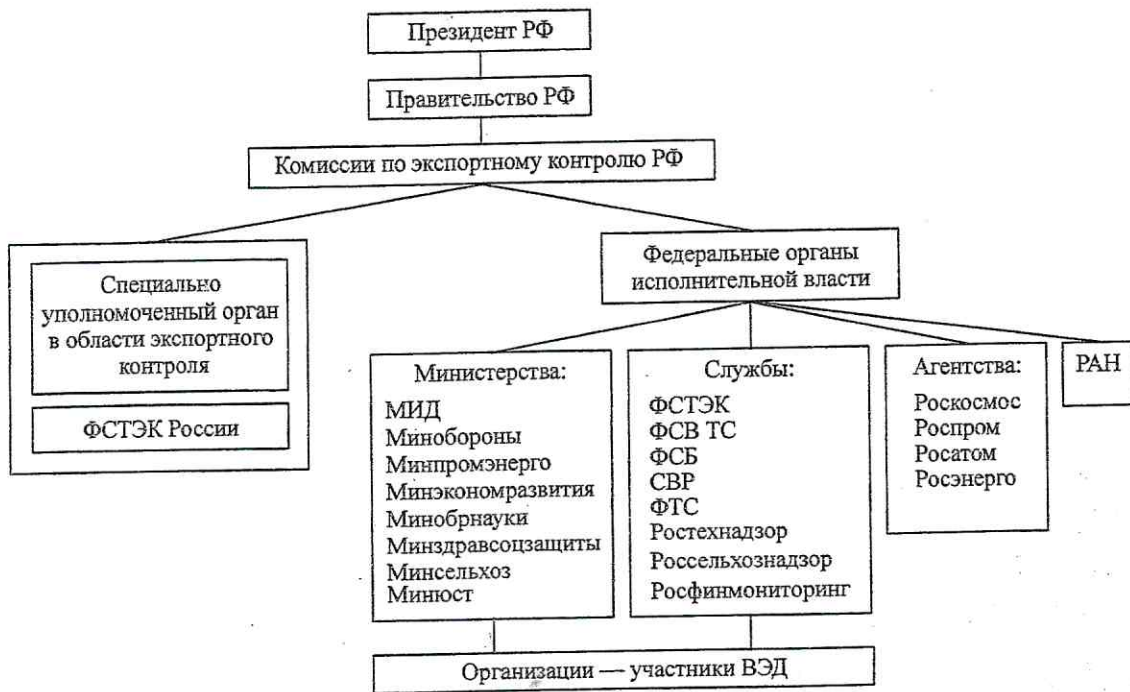 Президент РФ
Правительство РФ
Комиссии по экспортному контролю РФ
Специально
уполномоченный орган
в области экспортного
контроля
ФСТЭК России
Федеральные органы
исполнительной власти
Министерства:
МИД
Минобороны
Минпромэнерго
Минэкономразвития
Минобрнауки
Минздравсоцзащиты
Минсельхоз
Минюст
Службы:
ФСТЭК
ФСВ ТС
ФСБ
СВР
ФТС
Ростехнадзор
Россельхознадзор
Росфинмониторинг
Агентства:
Роскосмос
Роспром
Росатом
Росэнерго
РАН
Организации — участники ВЭД